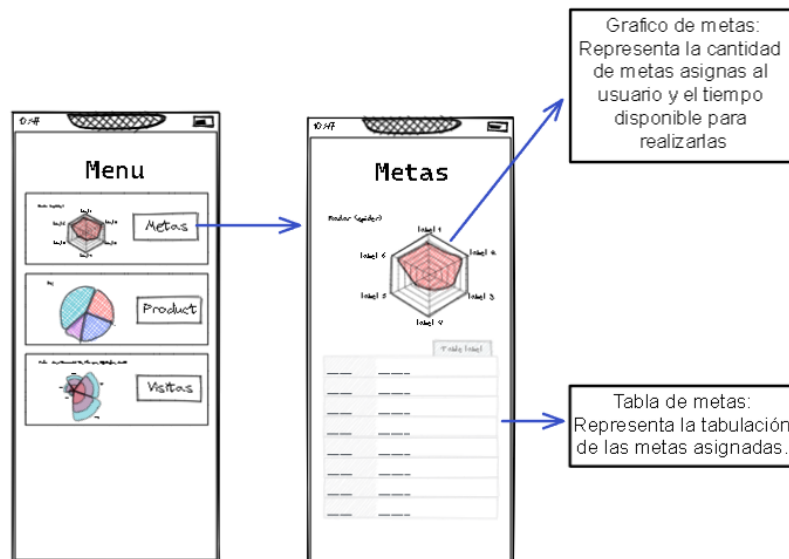 Grafico de metas:
Representa la cantidad
de metas asignas al
usuario y el tiempo
disponible para
realizarlas
10:47
Menu
Metas
Product
Visitas
10:47
Metas
Radar (spider)
label 1
label 2
label 3
label 4
label 5
label 6
Table label
Tabla de metas:
Representa la tabulación
de las metas asignadas.